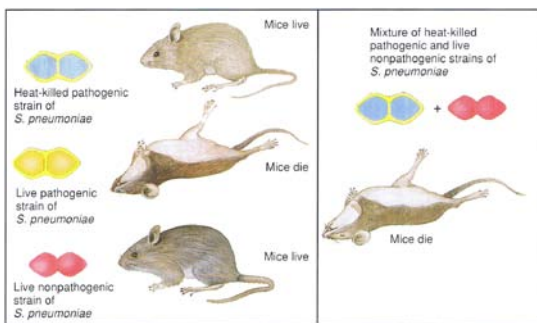 Mice live
Heat-killed pathogenic
strain of
S. pneumoniae
Mice die
Live pathogenic
strain of
S. pneumoniae
Mice live
Live nonpathogenic
strain of
S. pneumoniae
Mixture of heat-killed
pathogenic and live
nonpathogenic strains of
S. pneumoniae
+
Mice die